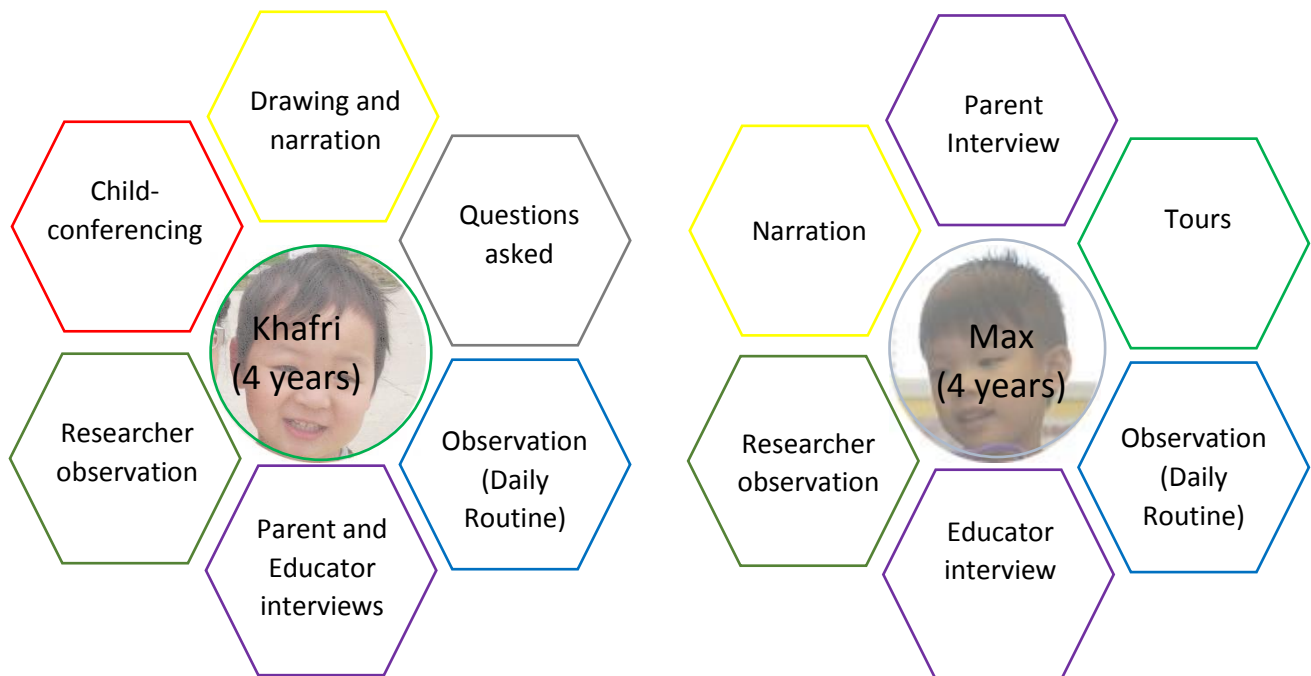 Drawing and
narration
Child-
conferencing
Questions
asked
Khafri
(4 years)
Researcher
observation
Observation
(Daily
Routine)
Parent and
Educator
interviews
Parent
Interview
Narration
Tours
Max
(4 years)
Researcher
observation
Observation
(Daily
Routine)
Educator
interview